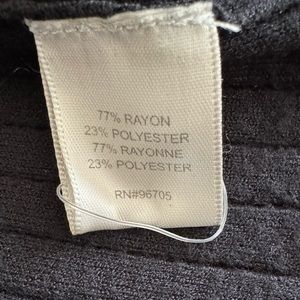 77% RAYON
23% POLYESTER
77% RAYONNE
23% POLYESTER
RN#96705